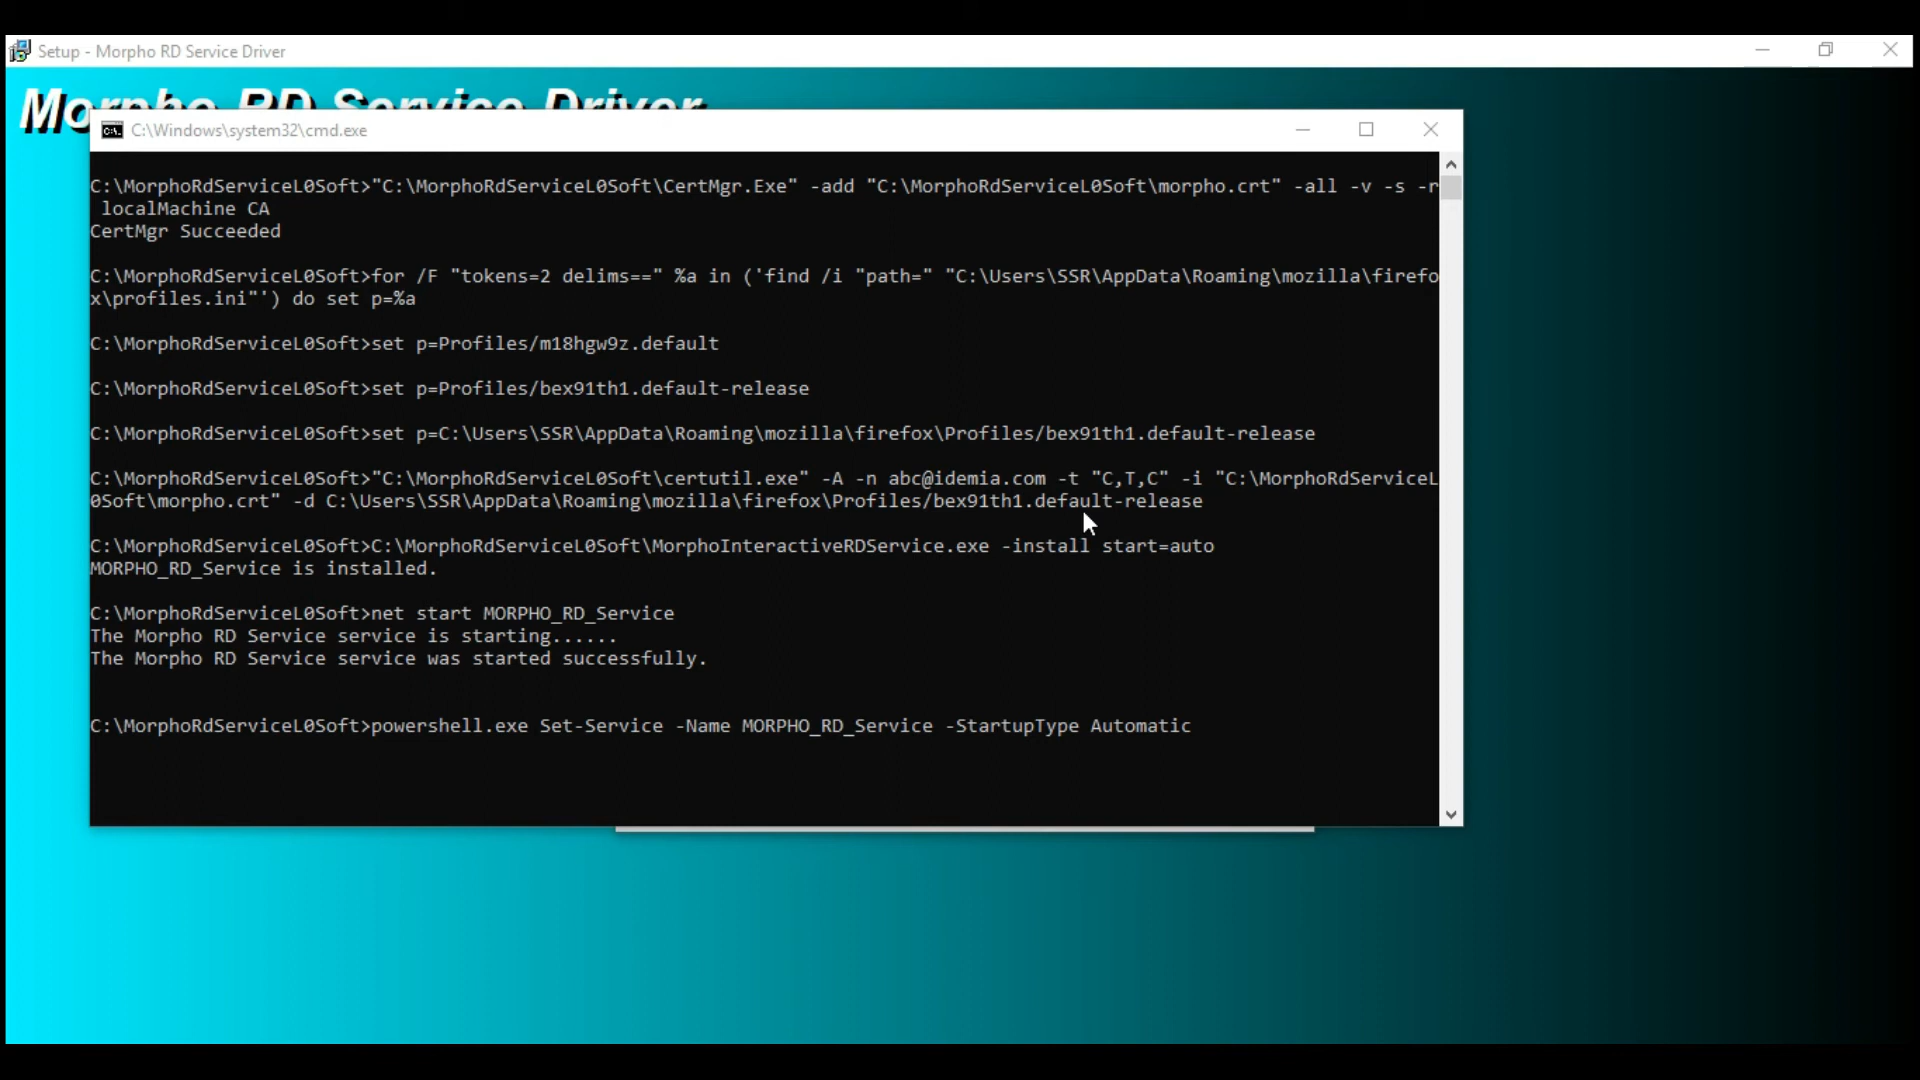 Setup - Morpho RD Service Driver
Morpho RD Service Driver
C:\Windows\system32\cmd.exe
C:\MorphoRdServiceL0Soft>"C:\MorphoRdServiceL0Soft\CertMgr.Exe" -add "C:\MorphoRdServiceL0Soft\morpho.crt" -all -v -s -r
localMachine CA
CertMgr Succeeded
C:\MorphoRdServiceL0Soft>for /F "tokens=2 delims==" %a in ('find /i "path=" "C:\Users\SSR\AppData\Roaming\mozilla\firefo
x\profiles.ini"') do set p=%a
C:\MorphoRdServiceL0Soft>set p=Profiles/m18hgw9z.default
C:\MorphoRdServiceL0Soft>set p=Profiles/bex91th1.default-release
C:\MorphoRdServiceL0Soft>set p=C:\Users\SSR\AppData\Roaming\mozilla\firefox\Profiles/bex91th1.default-release
C:\MorphoRdServiceL0Soft>"C:\MorphoRdServiceL0Soft\certutil.exe" -A -n abc@idemia.com -t "C,T,C" -i "C:\MorphoRdServiceL
0Soft\morpho.crt" -d C:\Users\SSR\AppData\Roaming\mozilla\firefox\Profiles/bex91th1.default-release
C:\MorphoRdServiceL0Soft>C:\MorphoRdServiceL0Soft\MorphoInteractiveRDService.exe -install start=auto
MORPHO_RD_Service is installed.
C:\MorphoRdServiceL0Soft>net start MORPHO_RD_Service
The Morpho RD Service service is starting......
The Morpho RD Service service was started successfully.
C:\MorphoRdServiceL0Soft>powershell.exe Set-Service -Name MORPHO_RD_Service -StartupType Automatic